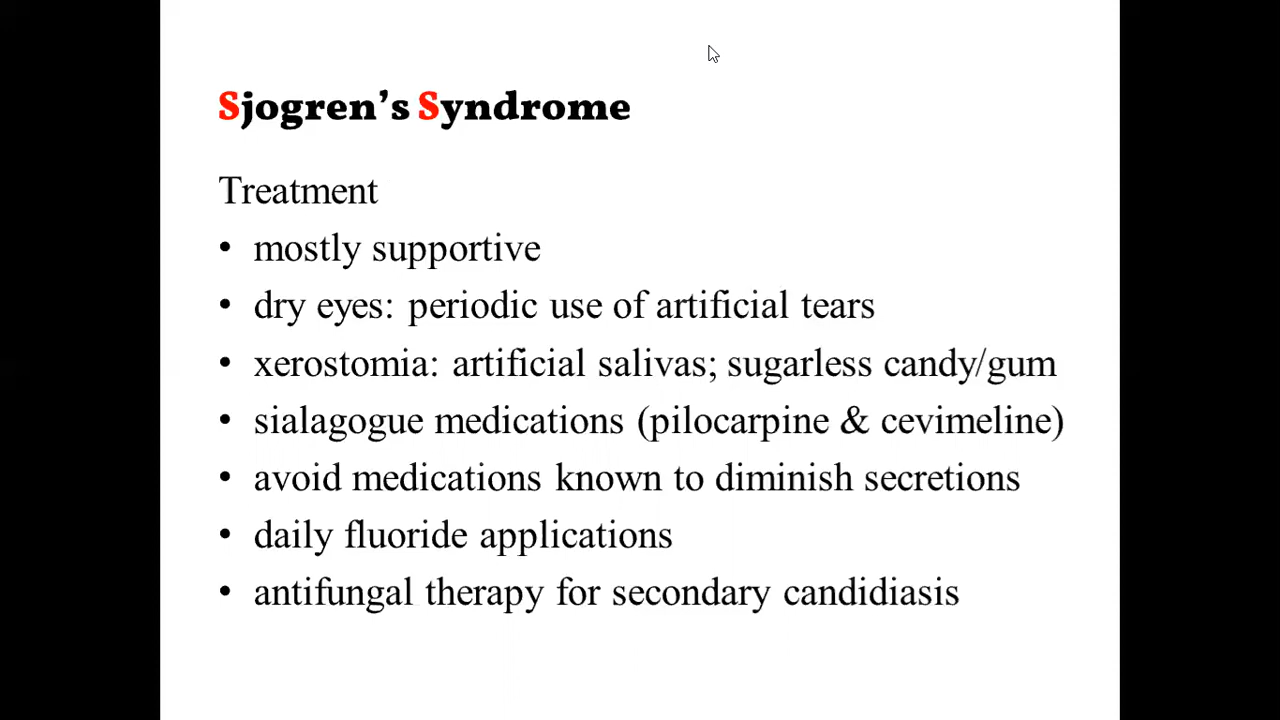 Sjogren’s Syndrome
Treatment
• mostly supportive
• dry eyes: periodic use of artificial tears
• xerostomia: artificial salivas; sugarless candy/gum
• sialagogue medications (pilocarpine & cevimeline)
• avoid medications known to diminish secretions
• daily fluoride applications
• antifungal therapy for secondary candidiasis